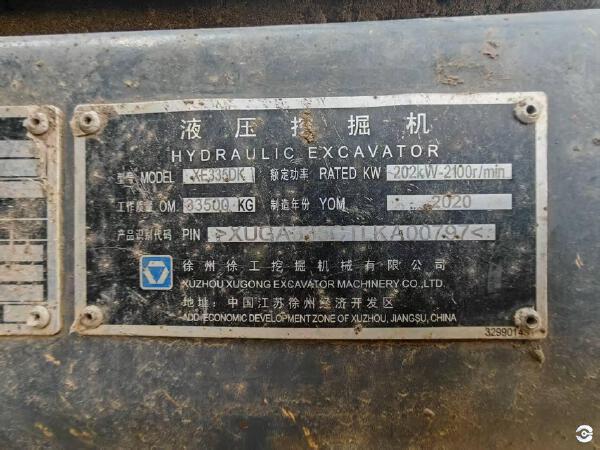 液压挖掘机
HYDRAULIC EXCAVATOR
型号 MODEL XE335DK 额定功率 RATED KW 202kW-2100r/min
工作质量 OM 33500 KG 制造年份 YOM 2020
产品识别代码 PIN
徐州徐工挖掘机械有限公司
XUZHOU XUGONG EXCAVATOR MACHINERY CO.,LTD.
地址：中国江苏徐州经济开发区
ADD:ECONOMIC DEVELOPMENT ZONE OF XUZHOU, JIANGSU, CHINA